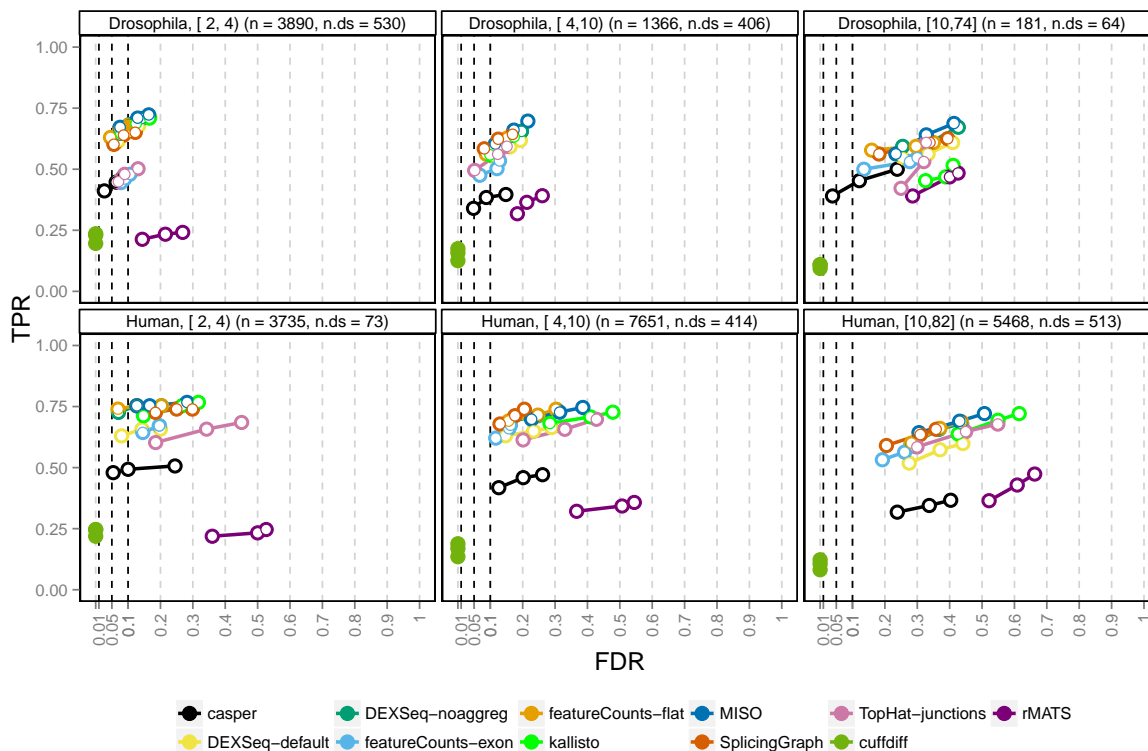 Drosophila, [ 2, 4) (n = 3890, n.ds = 530)
Drosophila, [ 4,10) (n = 1366, n.ds = 406)
Drosophila, [10,74] (n = 181, n.ds = 64)
1.00
0.75
0.50
0.25
0.00
TPR
Human, [ 2, 4) (n = 3735, n.ds = 73)
Human, [ 4,10) (n = 7651, n.ds = 414)
Human, [10,82] (n = 5468, n.ds = 513)
1.00
0.75
0.50
0.25
0.00
0.01 0.05 0.1 0.2 0.3 0.4 0.5 0.6 0.7 0.8 0.9 1
0.01 0.05 0.1 0.2 0.3 0.4 0.5 0.6 0.7 0.8 0.9 1
0.01 0.05 0.1 0.2 0.3 0.4 0.5 0.6 0.7 0.8 0.9 1
FDR
casper DEXSeq−noaggreg featureCounts−flat MISO TopHat−junctions rMATS
DEXSeq−default featureCounts−exon kallisto SplicingGraph cuffdiff